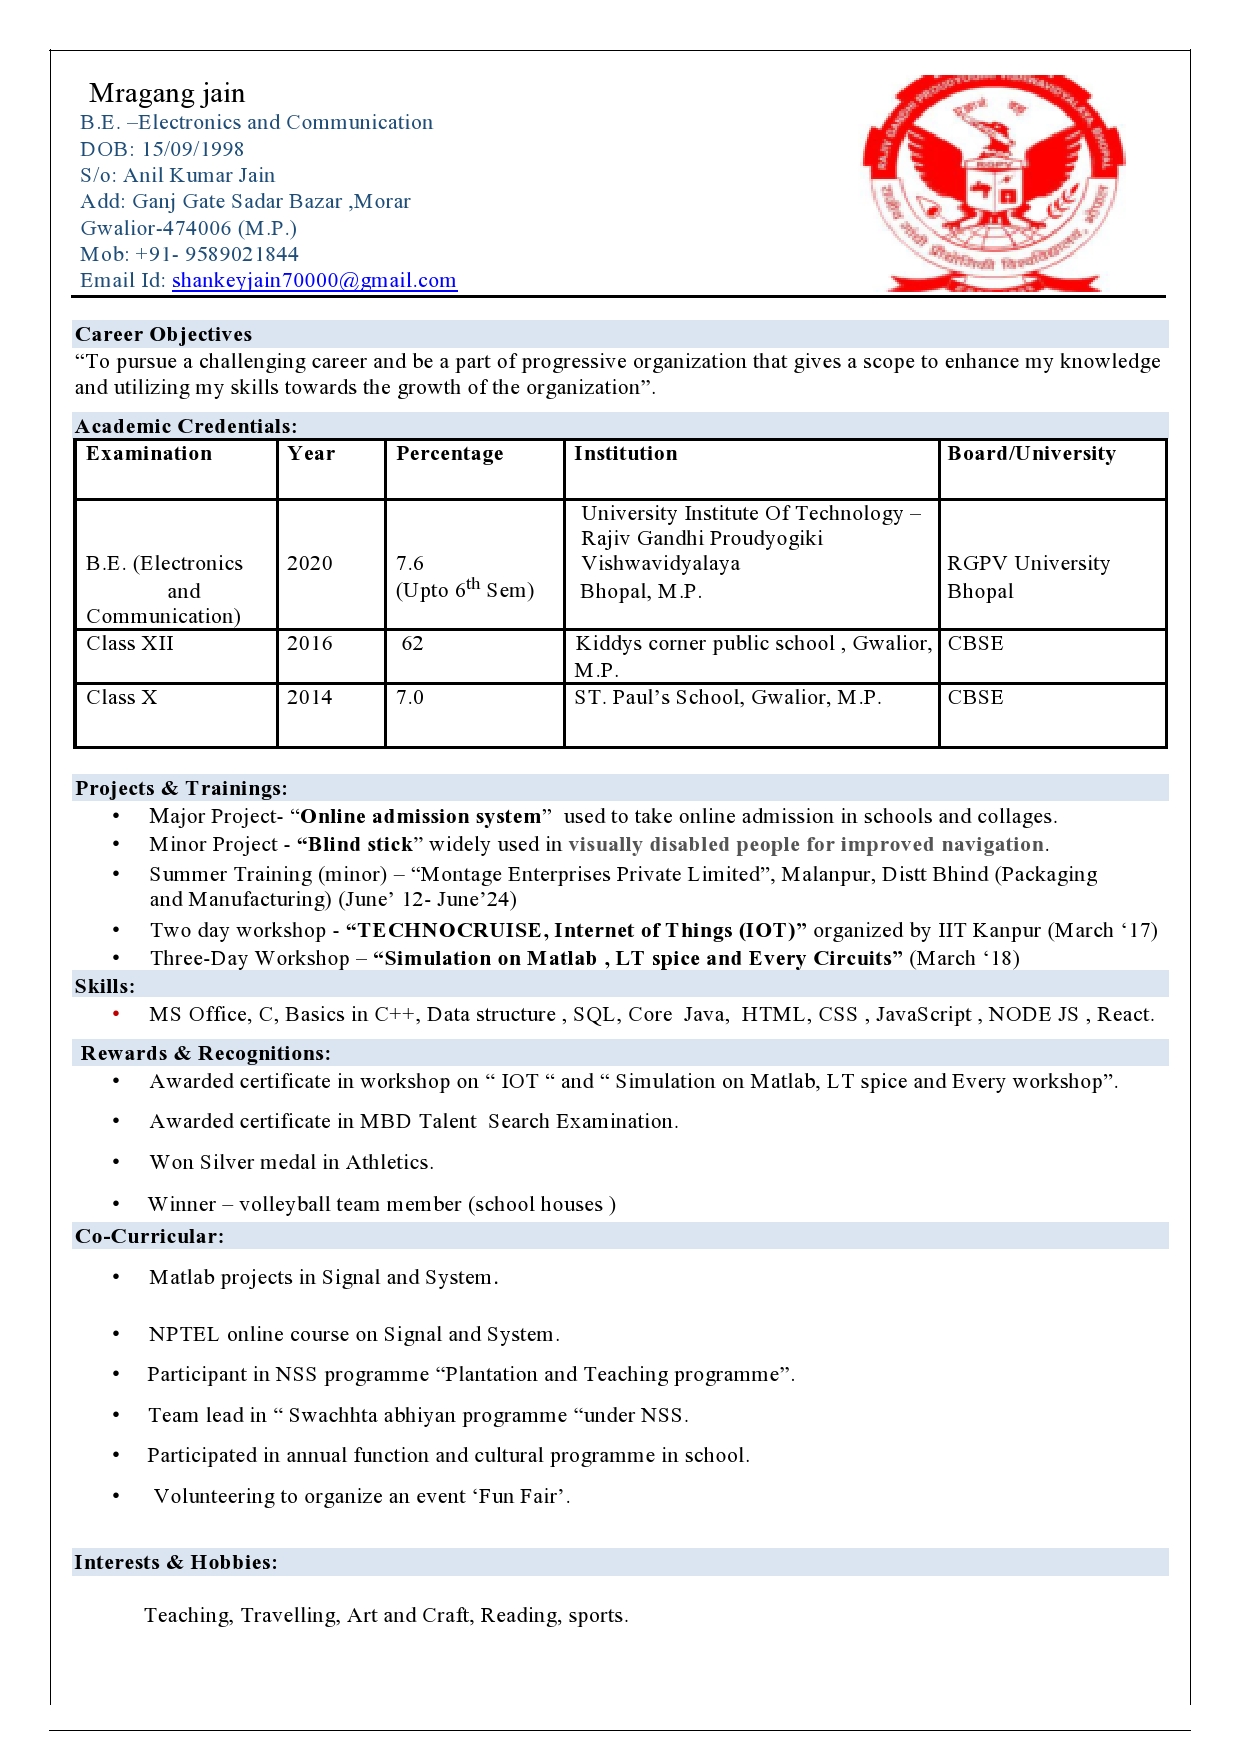 Mragang jain
B.E. –Electronics and Communication
DOB: 15/09/1998
S/o: Anil Kumar Jain
Add: Ganj Gate Sadar Bazar ,Morar
Gwalior-474006 (M.P.)
Mob: +91- 9589021844
Email Id: shankeyjain70000@gmail.com
RAJIV GANDHI PROUDYOGIKI VISHWAVIDYALAYA, BHOPAL
RGPV
राजीव गांधी प्रौद्योगिकी विश्वविद्यालय, भोपाल
Career Objectives
“To pursue a challenging career and be a part of progressive organization that gives a scope to enhance my knowledge
and utilizing my skills towards the growth of the organization”.
Academic Credentials:
Examination Year Percentage Institution Board/University
B.E. (Electronics
and
Communication)
2020
7.6
(Upto 6th Sem)
University Institute Of Technology –
Rajiv Gandhi Proudyogiki
Vishwavidyalaya
Bhopal, M.P.
RGPV University
Bhopal
Class XII 2016 62 Kiddys corner public school , Gwalior, CBSE
M.P.
Class X 2014 7.0 ST. Paul’s School, Gwalior, M.P. CBSE
Projects & Trainings:
• Major Project- “Online admission system” used to take online admission in schools and collages.
• Minor Project - “Blind stick” widely used in visually disabled people for improved navigation.
• Summer Training (minor) – “Montage Enterprises Private Limited”, Malanpur, Distt Bhind (Packaging
and Manufacturing) (June’ 12- June’24)
• Two day workshop - “TECHNOCRUISE, Internet of Things (IOT)” organized by IIT Kanpur (March ‘17)
• Three-Day Workshop – “Simulation on Matlab , LT spice and Every Circuits” (March ‘18)
Skills:
• MS Office, C, Basics in C++, Data structure , SQL, Core Java, HTML, CSS , JavaScript , NODE JS , React.
Rewards & Recognitions:
• Awarded certificate in workshop on “ IOT “ and “ Simulation on Matlab, LT spice and Every workshop”.
• Awarded certificate in MBD Talent Search Examination.
• Won Silver medal in Athletics.
• Winner – volleyball team member (school houses )
Co-Curricular:
• Matlab projects in Signal and System.
• NPTEL online course on Signal and System.
• Participant in NSS programme “Plantation and Teaching programme”.
• Team lead in “ Swachhta abhiyan programme “under NSS.
• Participated in annual function and cultural programme in school.
• Volunteering to organize an event ‘Fun Fair’.
Interests & Hobbies:
Teaching, Travelling, Art and Craft, Reading, sports.